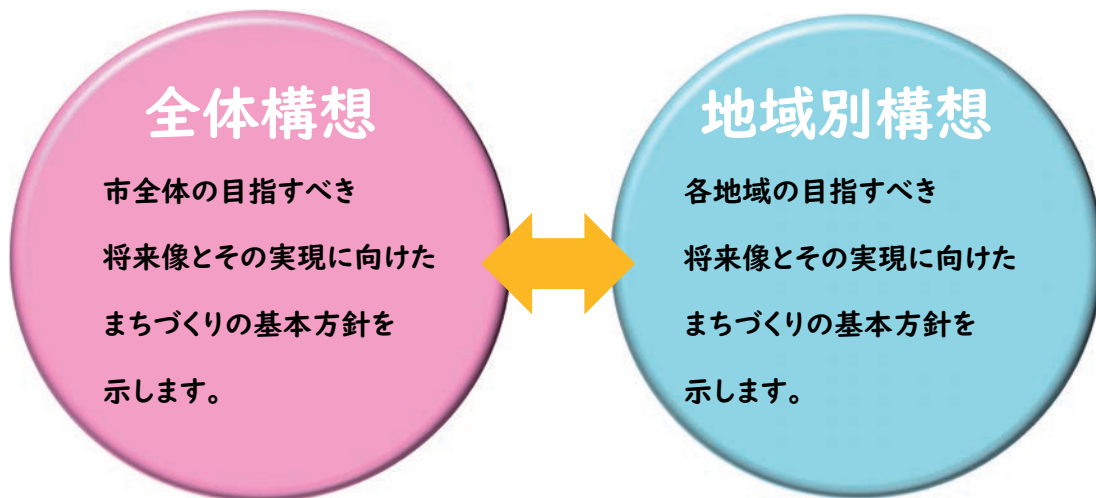 全体構想
市全体の目指すべき
将来像とその実現に向けた
まちづくりの基本方針を
示します。
地域別構想
各地域の目指すべき
将来像とその実現に向けた
まちづくりの基本方針を
示します。